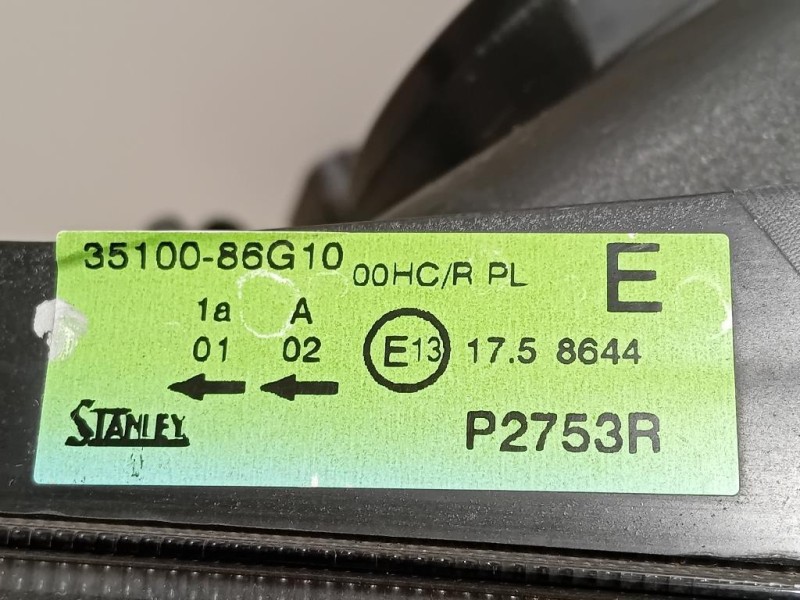 35100-86G10 00HC/R PL E
1a A
01 02 E13 17.5 8644
STANLEY P2753R